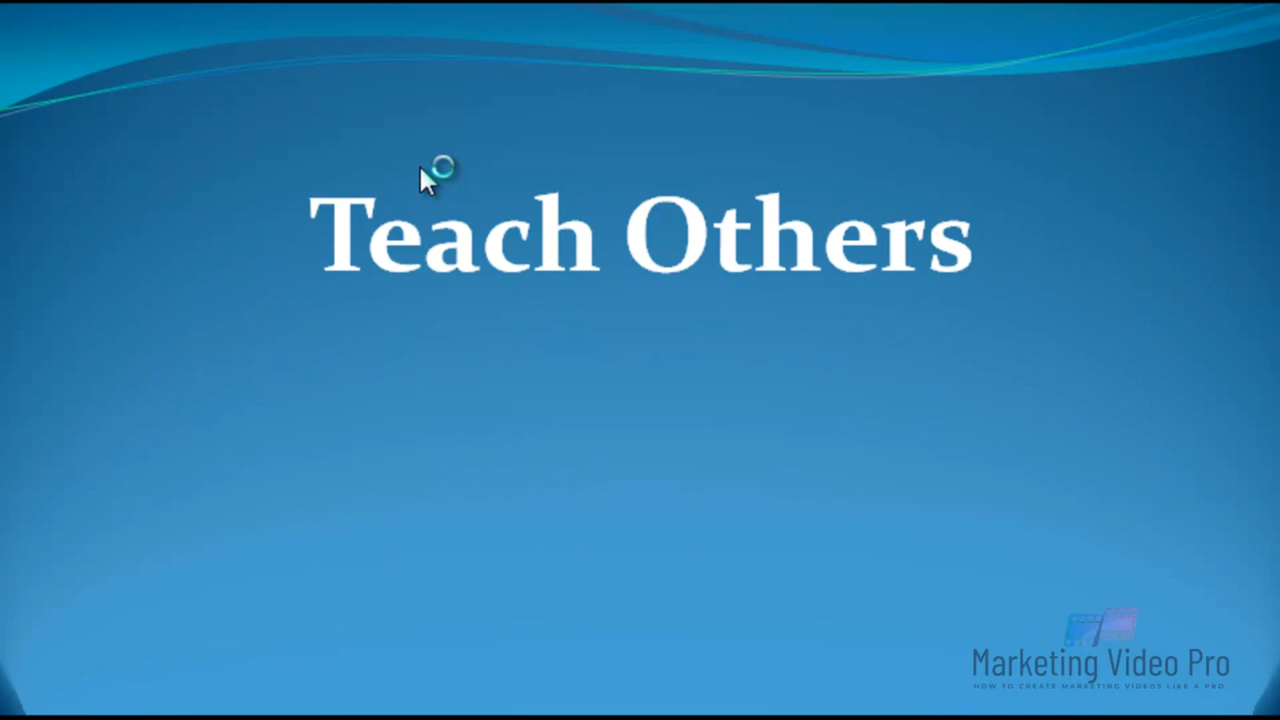 Teach Others
Marketing Video Pro
HOW TO CREATE MARKETING VIDEOS LIKE A PRO